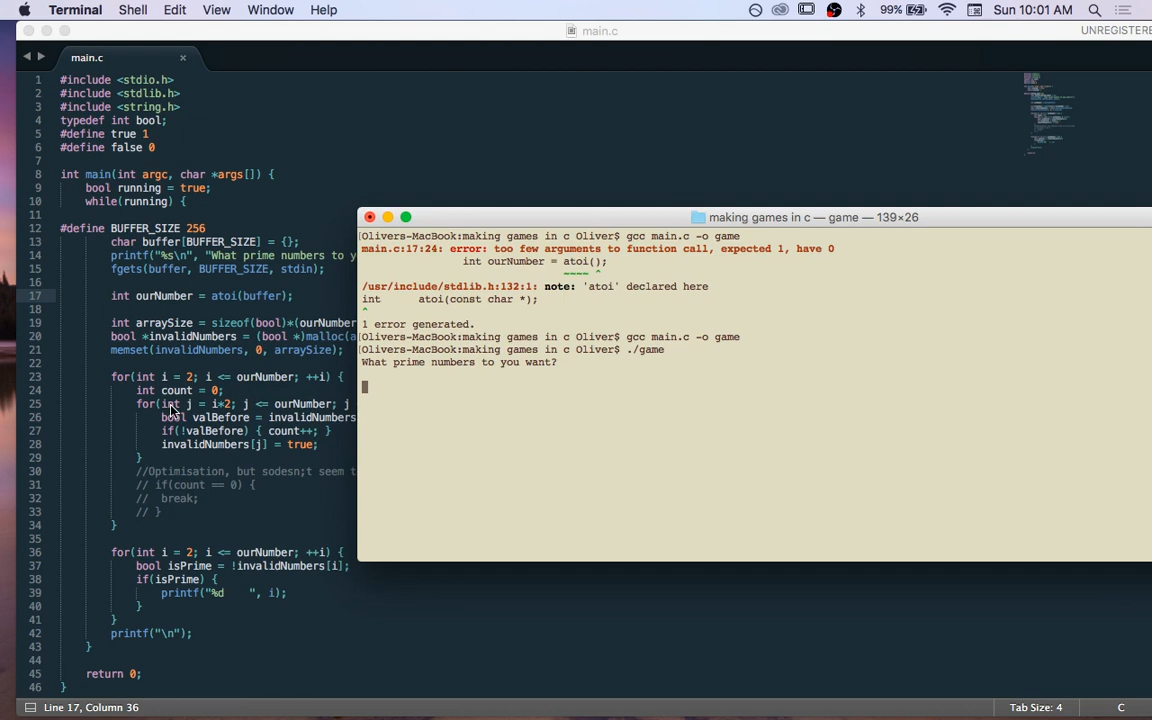 Terminal Shell Edit View Window Help 99% Sun 10:01 AM
main.c UNREGISTERE
main.c ×
1 #include <stdio.h>
2 #include <stdlib.h>
3 #include <string.h>
4 typedef int bool;
5 #define true 1
6 #define false 0
7
8 int main(int argc, char *args[]) {
9 bool running = true;
10 while(running) {
11
12 #define BUFFER_SIZE 256
13 char buffer[BUFFER_SIZE] = {};
14 printf("%s\n", "What prime numbers to y
15 fgets(buffer, BUFFER_SIZE, stdin);
16
17 int ourNumber = atoi(buffer);
18
19 int arraySize = sizeof(bool)*(ourNumber
20 bool *invalidNumbers = (bool *)malloc(a
21 memset(invalidNumbers, 0, arraySize);
22
23 for(int i = 2; i <= ourNumber; ++i) {
24 int count = 0;
25 for(int j = i*2; j <= ourNumber; j
26 bool valBefore = invalidNumbers
27 if(!valBefore) { count++; }
28 invalidNumbers[j] = true;
29 }
30 //Optimisation, but sodesn;t seem t
31 // if(count == 0) {
32 // break;
33 // }
34 }
35
36 for(int i = 2; i <= ourNumber; ++i) {
37 bool isPrime = !invalidNumbers[i];
38 if(isPrime) {
39 printf("%d    ", i);
40 }
41 }
42 printf("\n");
43 }
44
45 return 0;
46 }
making games in c — game — 139×26
[Olivers-MacBook:making games in c Oliver$ gcc main.c -o game
main.c:17:24: error: too few arguments to function call, expected 1, have 0
int ourNumber = atoi();
~~~~ ^
/usr/include/stdlib.h:132:1: note: 'atoi' declared here
int atoi(const char *);
^
1 error generated.
[Olivers-MacBook:making games in c Oliver$ gcc main.c -o game
[Olivers-MacBook:making games in c Oliver$ ./game
What prime numbers to you want?
Line 17, Column 36 Tab Size: 4 C